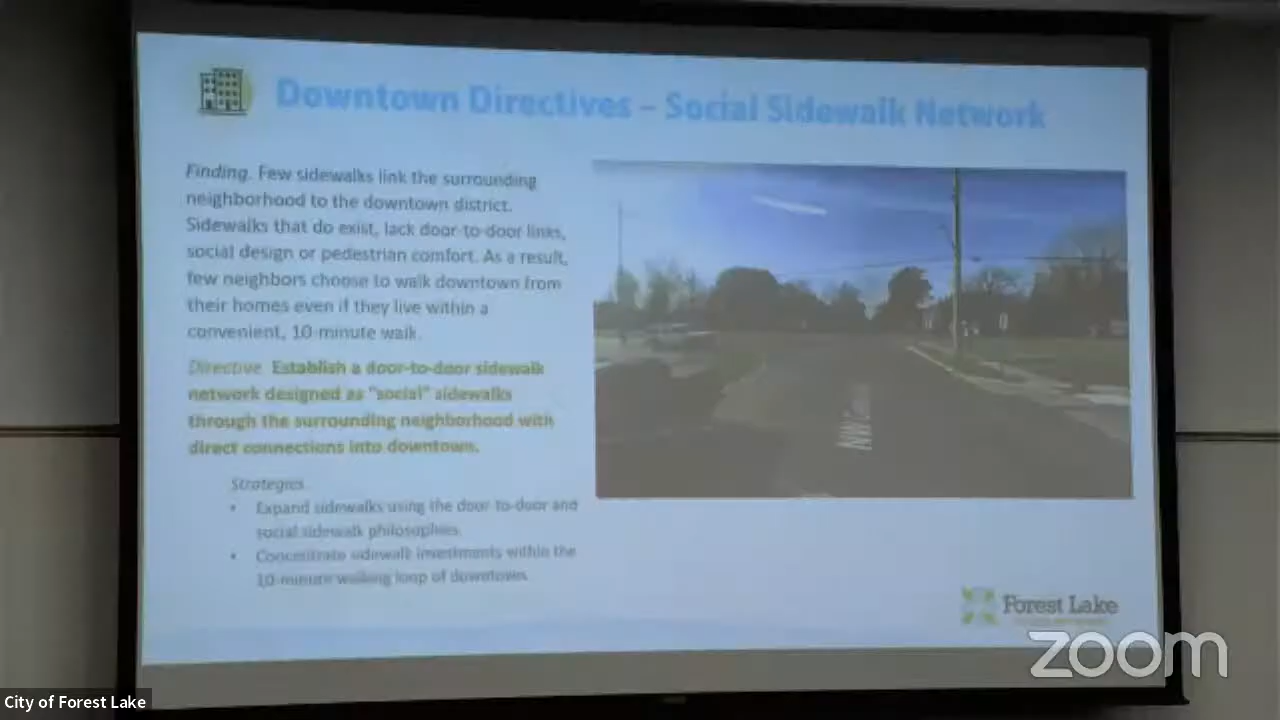 Downtown Directives – Social Sidewalk Network
Finding. Few sidewalks link the surrounding
neighborhood to the downtown district.
Sidewalks that do exist, lack door-to-door links,
social design or pedestrian comfort. As a result,
few neighbors choose to walk downtown from
their homes even if they live within a
convenient, 10-minute walk.
Directive. Establish a door-to-door sidewalk
network designed as "social" sidewalks
through the surrounding neighborhood with
direct connections into downtown.
Strategies.
• Expand sidewalks using the door-to-door and
social sidewalk philosophies.
• Concentrate sidewalk investments within the
10-minute walking loop of downtown.
Forest Lake
zoom
City of Forest Lake